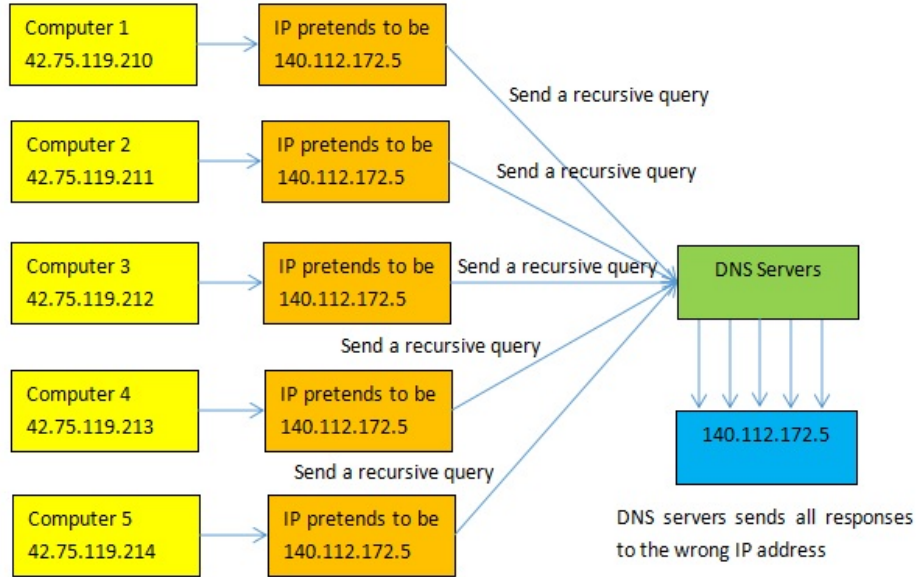 Computer 1
42.75.119.210
IP pretends to be
140.112.172.5
Send a recursive query
Computer 2
42.75.119.211
IP pretends to be
140.112.172.5
Send a recursive query
Computer 3
42.75.119.212
IP pretends to be
140.112.172.5
Send a recursive query
DNS Servers
Send a recursive query
Computer 4
42.75.119.213
IP pretends to be
140.112.172.5
140.112.172.5
Send a recursive query
Computer 5
42.75.119.214
IP pretends to be
140.112.172.5
DNS servers sends all responses
to the wrong IP address